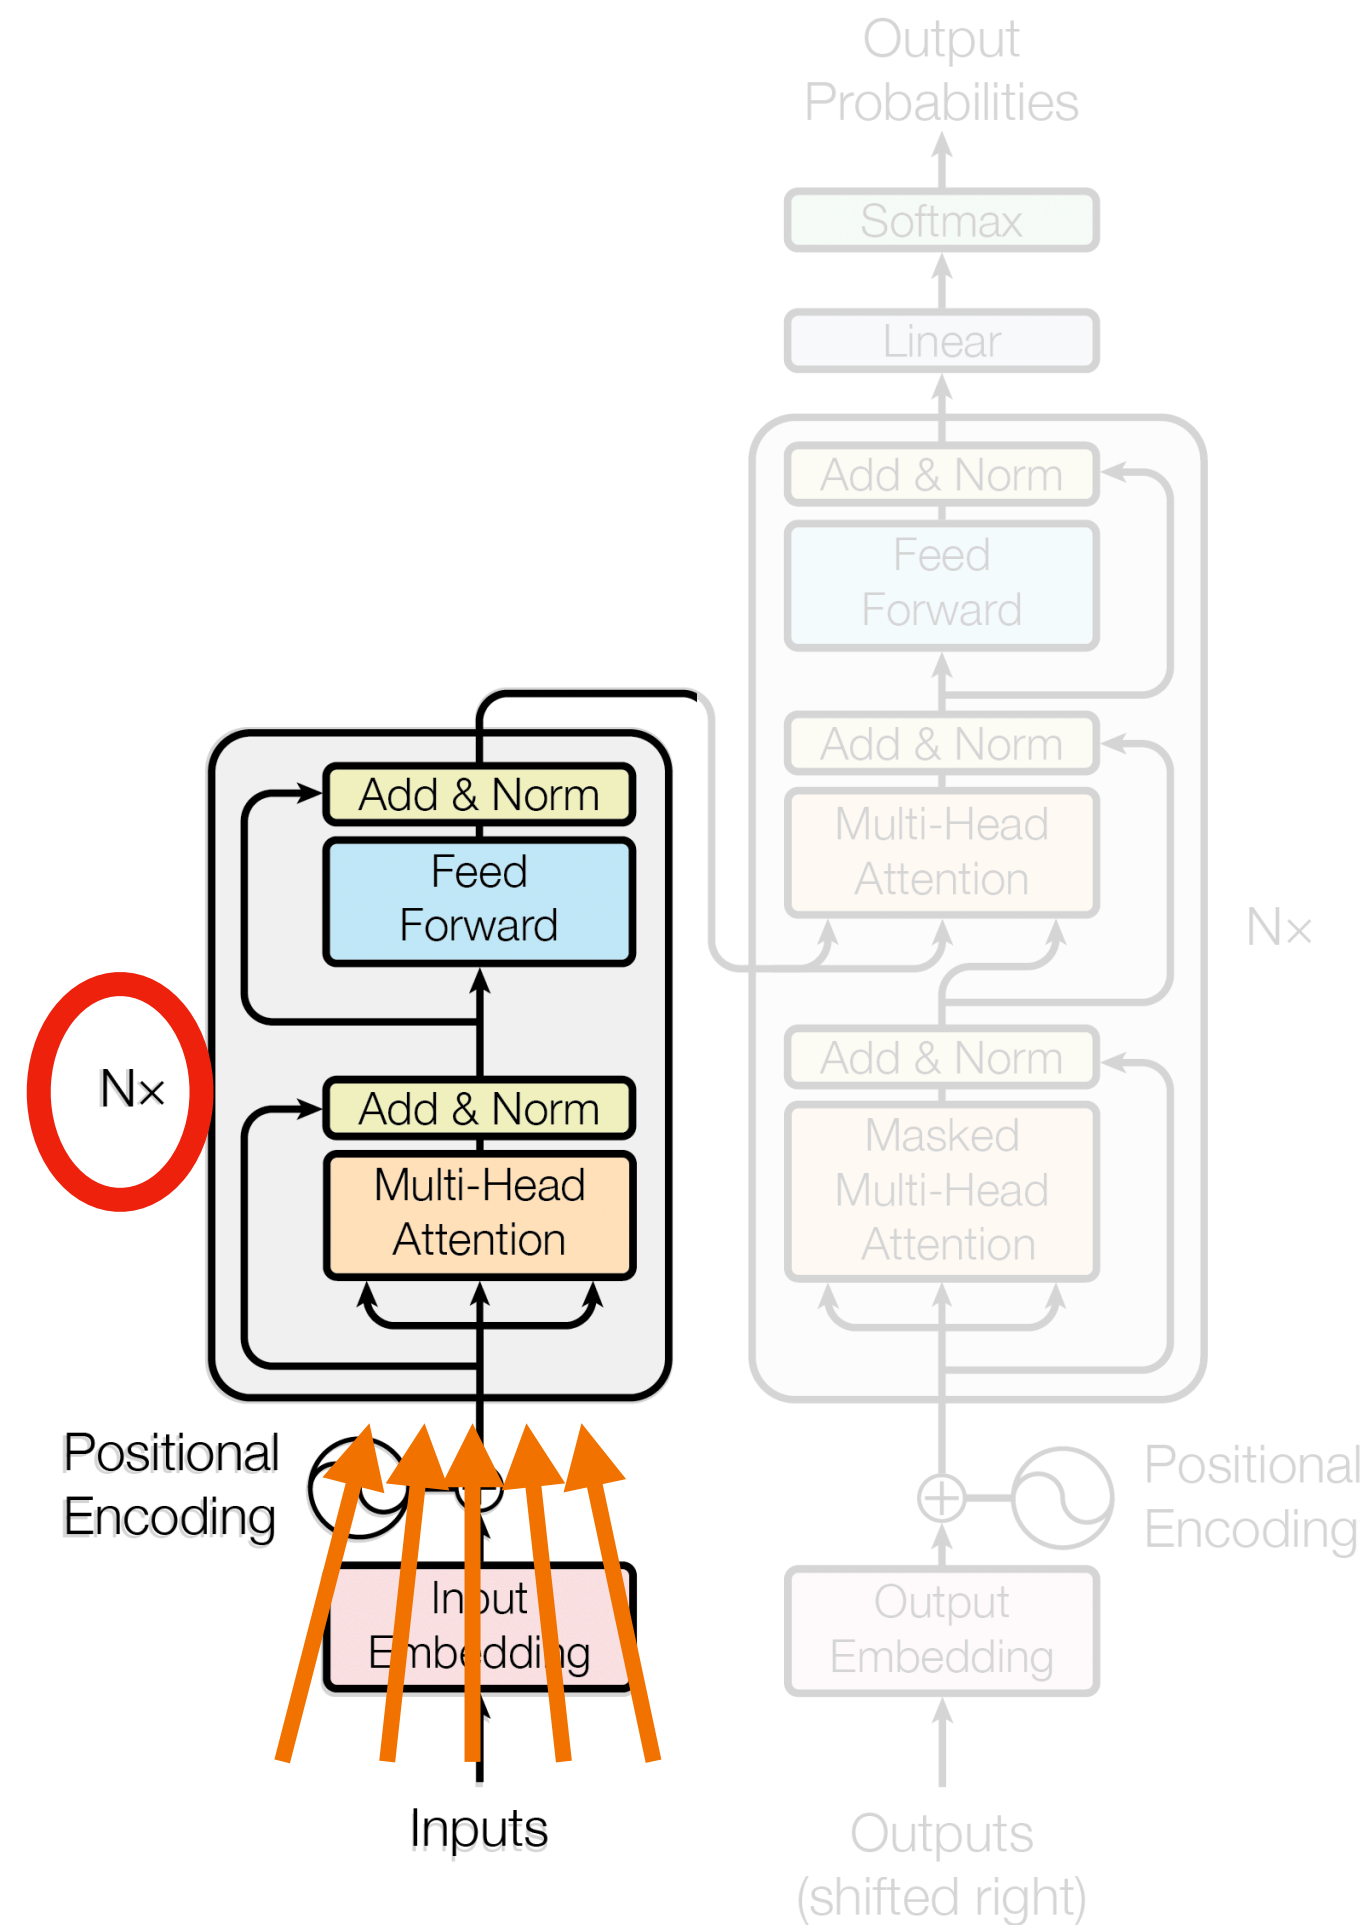 Output
Probabilities
Softmax
Linear
Add & Norm
Feed
Forward
Add & Norm
Multi-Head
Attention
N×
Add & Norm
Masked
Multi-Head
Attention
Positional
Encoding
Output
Embedding
Outputs
(shifted right)
Add & Norm
Feed
Forward
N×
Add & Norm
Multi-Head
Attention
Positional
Encoding
Input
Embedding
Inputs